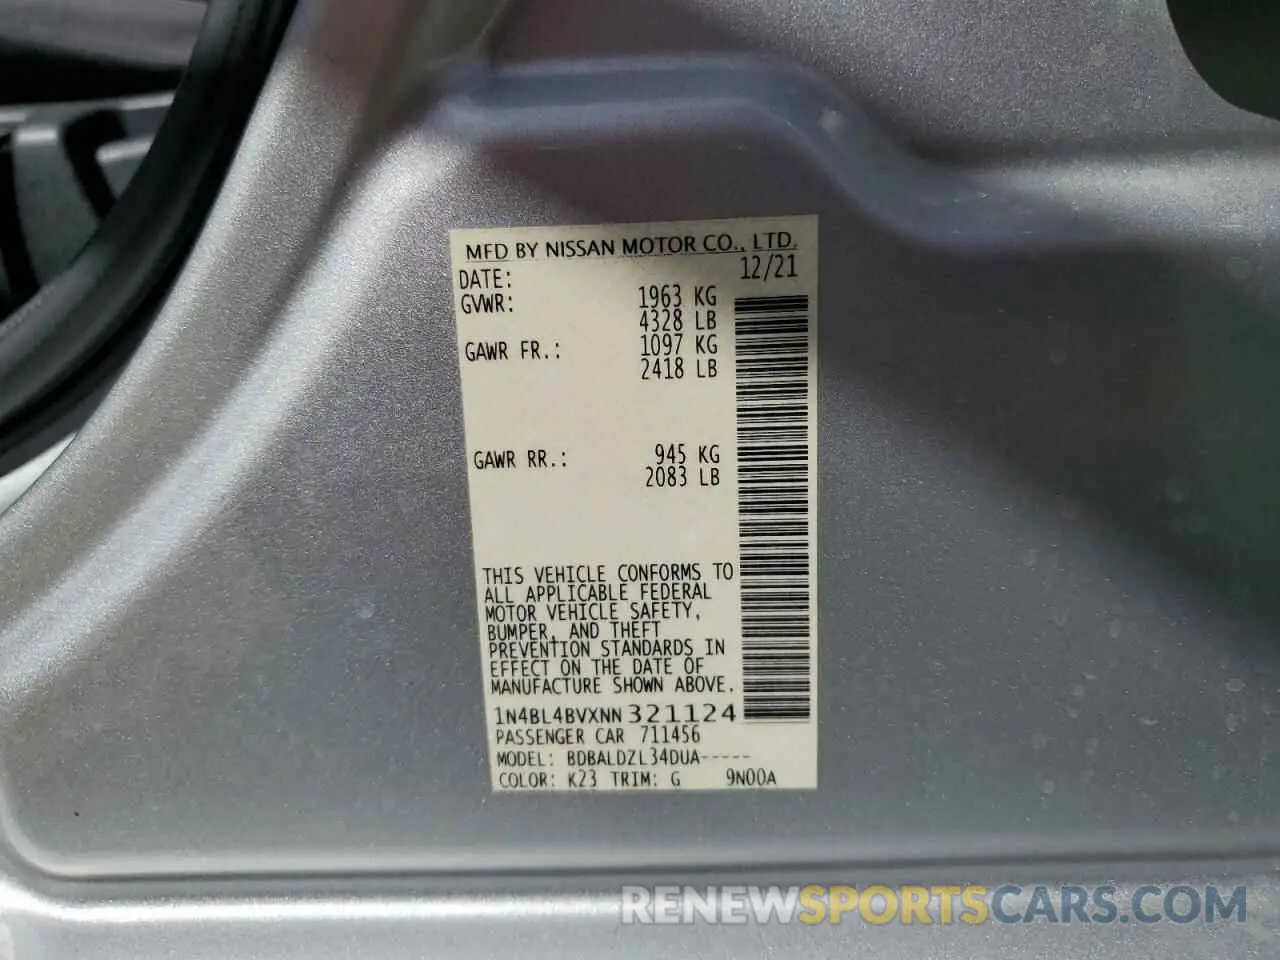 MFD BY NISSAN MOTOR CO., LTD.
DATE: 12/21
GVWR: 1963 KG
4328 LB
GAWR FR.: 1097 KG
2418 LB
GAWR RR.: 945 KG
2083 LB
THIS VEHICLE CONFORMS TO
ALL APPLICABLE FEDERAL
MOTOR VEHICLE SAFETY,
BUMPER, AND THEFT
PREVENTION STANDARDS IN
EFFECT ON THE DATE OF
MANUFACTURE SHOWN ABOVE.
1N4BL4BVXNN321124
PASSENGER CAR 711456
MODEL: BDBALDZL34DUA-----
COLOR: K23 TRIM: G 9N00A
RENEWSPORTSCARS.COM